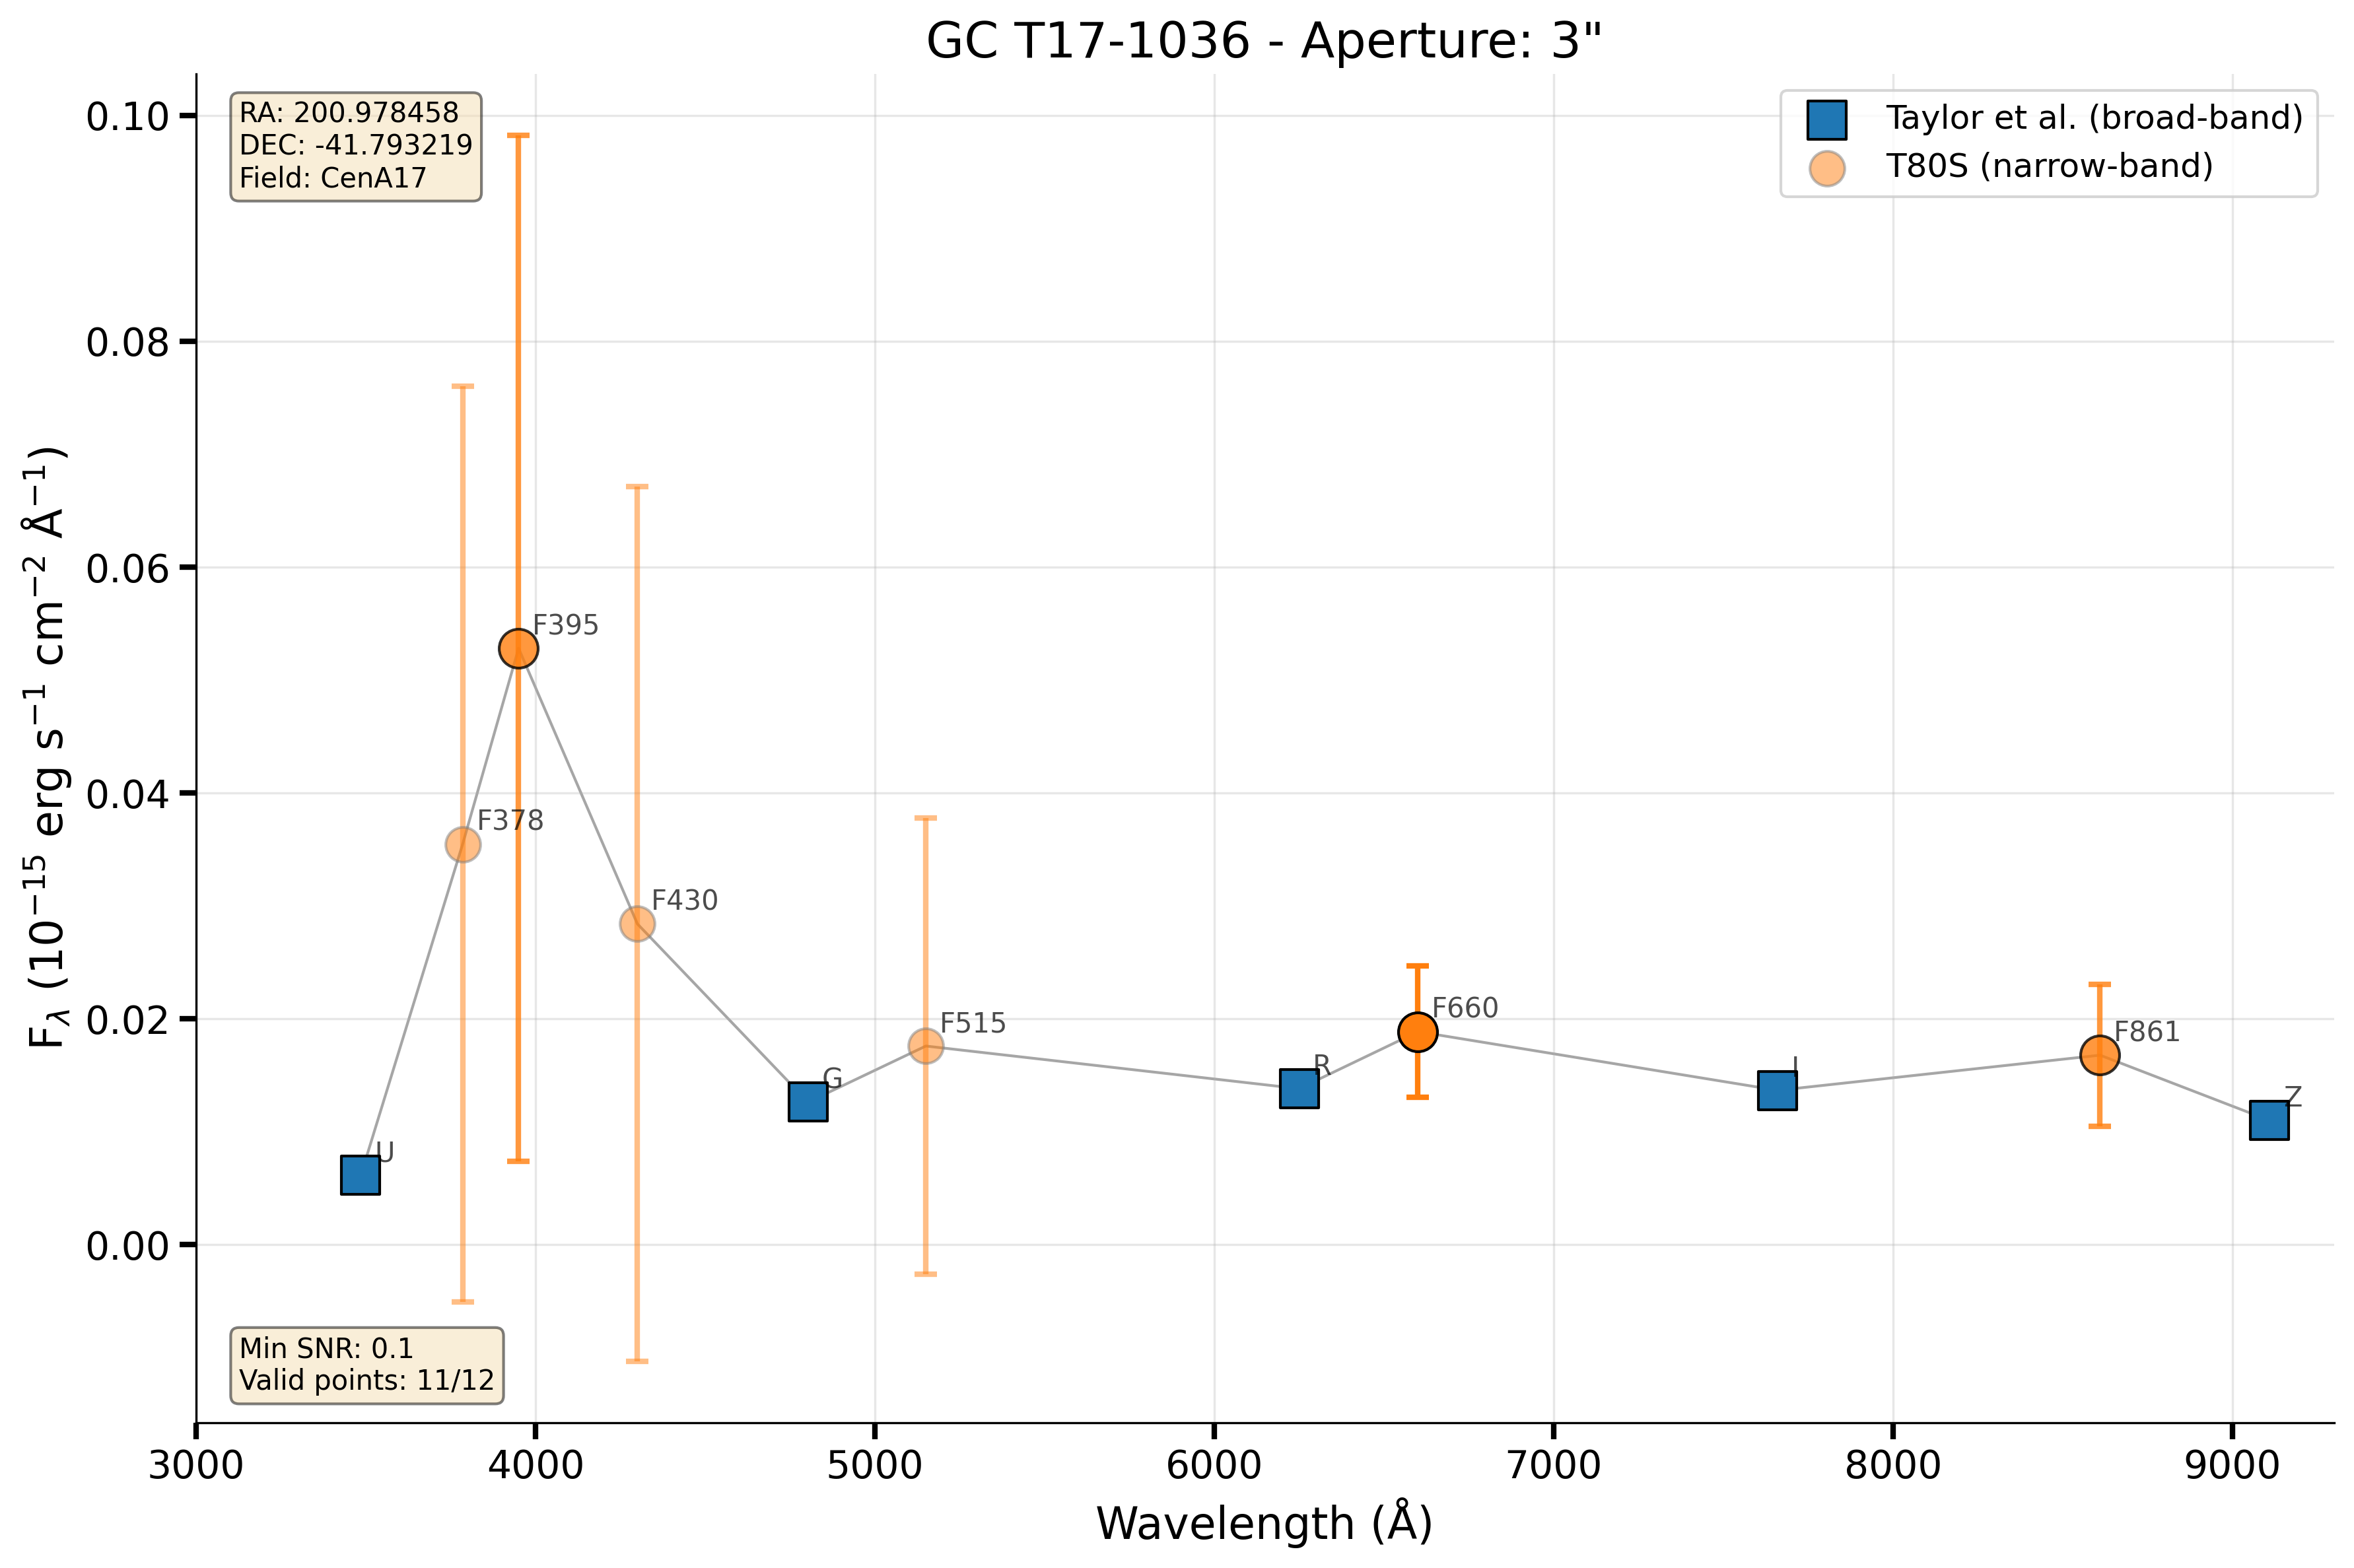 GC T17-1036 - Aperture: 3"
RA: 200.978458
DEC: -41.793219
Field: CenA17
Taylor et al. (broad-band)
T80S (narrow-band)
F_λ (10⁻¹⁵ erg s⁻¹ cm⁻² Å⁻¹)
0.10
0.08
0.06
0.04
0.02
0.00
U
F378
F395
F430
G
F515
R
F660
I
F861
Z
Min SNR: 0.1
Valid points: 11/12
3000 4000 5000 6000 7000 8000 9000
Wavelength (Å)